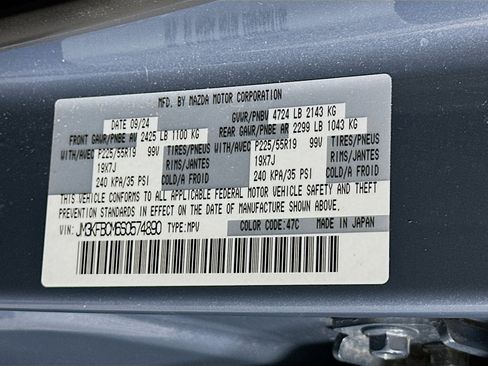 MFD. BY MAZDA MOTOR CORPORATION
DATE 09/24 GVWR/PNBV 4724 LB 2143 KG
FRONT GAWR/PNBE AV 2425 LB 1100 KG REAR GAWR/PNBE AR 2299 LB 1043 KG
WITH/AVEC P225/55R19 99V TIRES/PNEUS WITH/AVEC P225/55R19 99V TIRES/PNEUS
19X7J RIMS/JANTES 19X7J RIMS/JANTES
240 KPA/35 PSI COLD/A FROID 240 KPA/35 PSI COLD/A FROID
THIS VEHICLE CONFORMS TO ALL APPLICABLE FEDERAL MOTOR VEHICLE SAFETY AND THEFT
PREVENTION STANDARDS IN EFFECT ON THE DATE OF MANUFACTURE SHOWN ABOVE.
VIN: JM3KFBCM6S0574890 TYPE:MPV COLOR CODE:47C MADE IN JAPAN